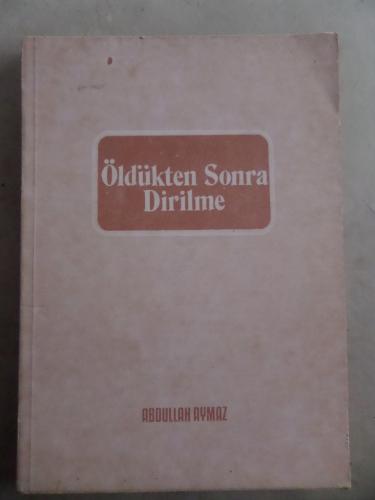 Öldükten Sonra
Dirilme
ABDULLAH AYMAZ